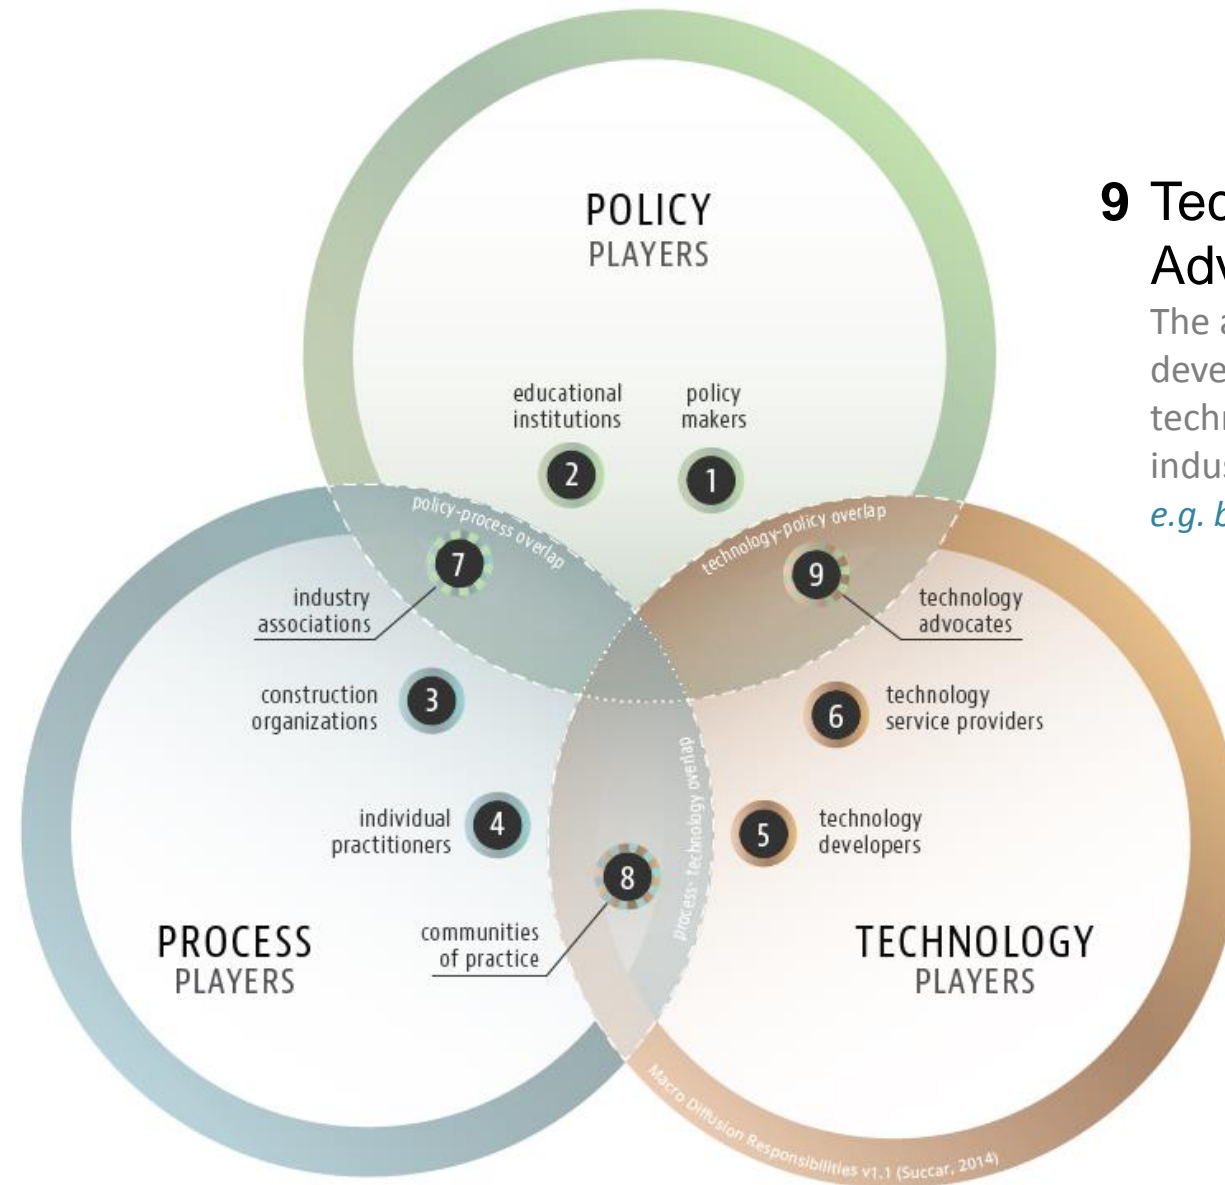 POLICY
PLAYERS
educational
institutions
policy
makers
2
1
policy-process overlap
technology-policy overlap
7
9
industry
associations
technology
advocates
construction
organizations
3
6
technology
service providers
individual
practitioners
4
5
technology
developers
8
process- technology overlap
communities
of practice
PROCESS
PLAYERS
TECHNOLOGY
PLAYERS
Macro Diffusion Responsibilities v1.1 (Succar, 2014)
9 Tec
Adv
The a
deve
techn
indus
e.g. b